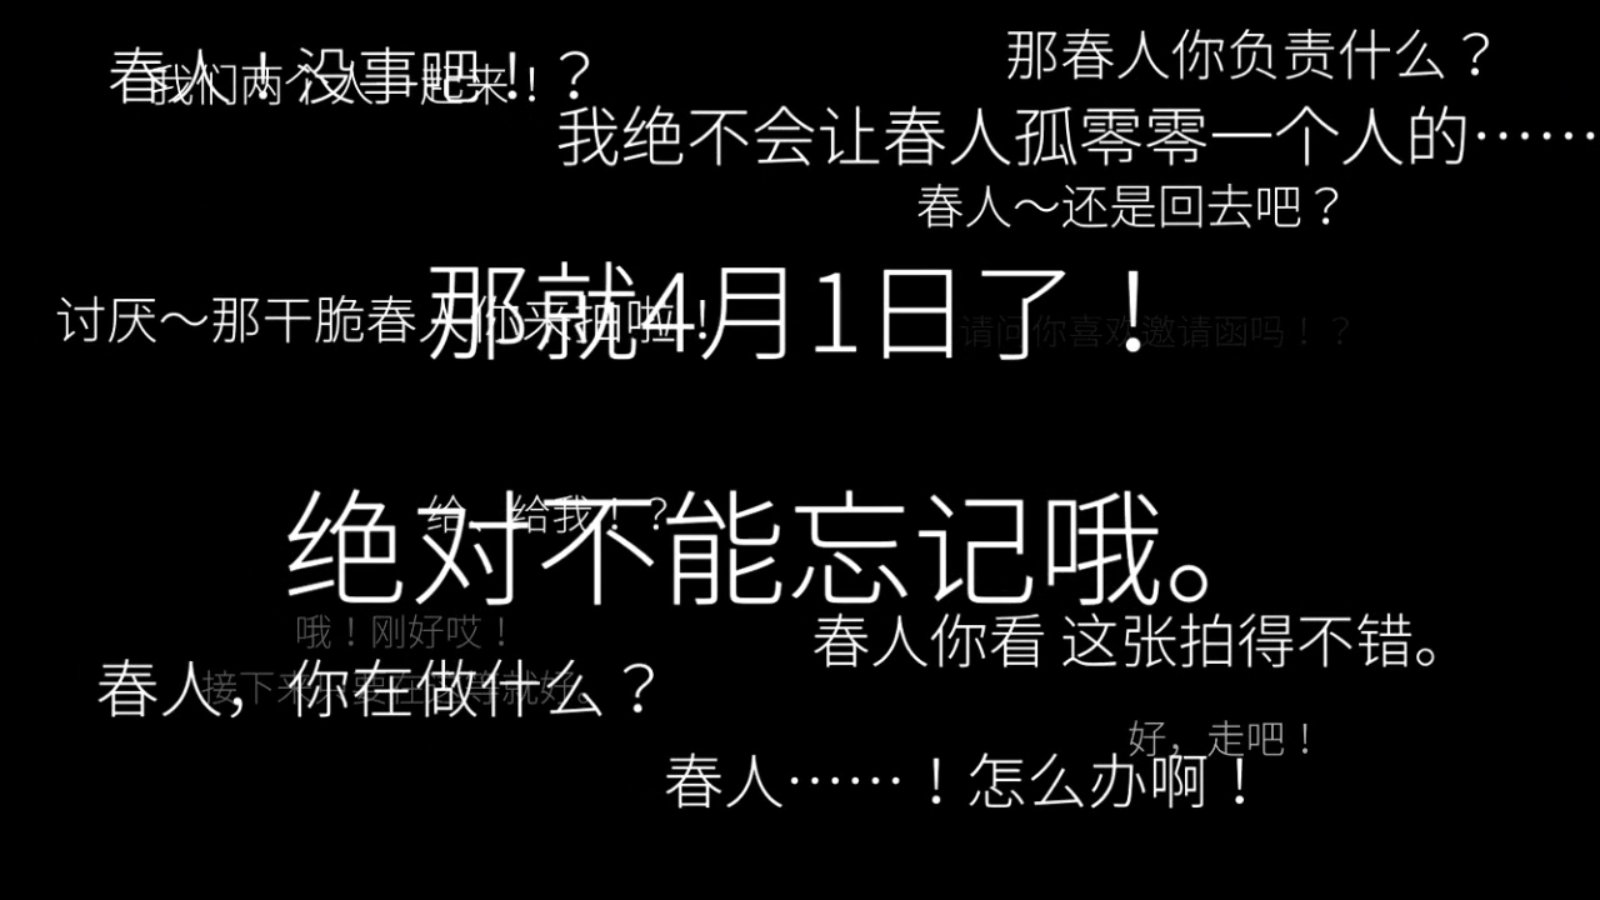 春人！没事吧！？
我们两个人一起来！
那春人你负责什么？
我绝不会让春人孤零零一个人的……
春人～还是回去吧？
那就4月1日了！
讨厌～那干脆春人你来拍啦！
请问你喜欢邀请函吗！？
绝对不能忘记哦。
给、给我！？
哦！刚好哎！
春人你看 这张拍得不错。
春人，你在做什么？
接下来只要在这等就好。
好，走吧！
春人……！怎么办啊！